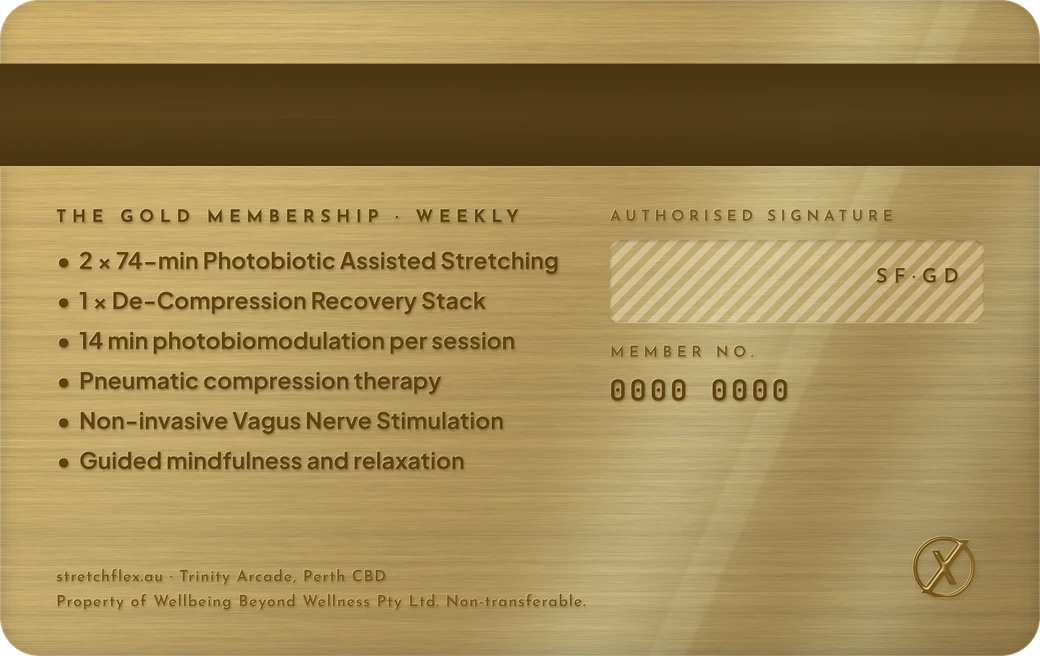 THE GOLD MEMBERSHIP · WEEKLY
• 2 × 74-min Photobiotic Assisted Stretching
• 1 × De-Compression Recovery Stack
• 14 min photobiomodulation per session
• Pneumatic compression therapy
• Non-invasive Vagus Nerve Stimulation
• Guided mindfulness and relaxation
AUTHORISED SIGNATURE
SF·GD
MEMBER NO.
0000 0000
stretchflex.au · Trinity Arcade, Perth CBD
Property of Wellbeing Beyond Wellness Pty Ltd. Non-transferable.
X